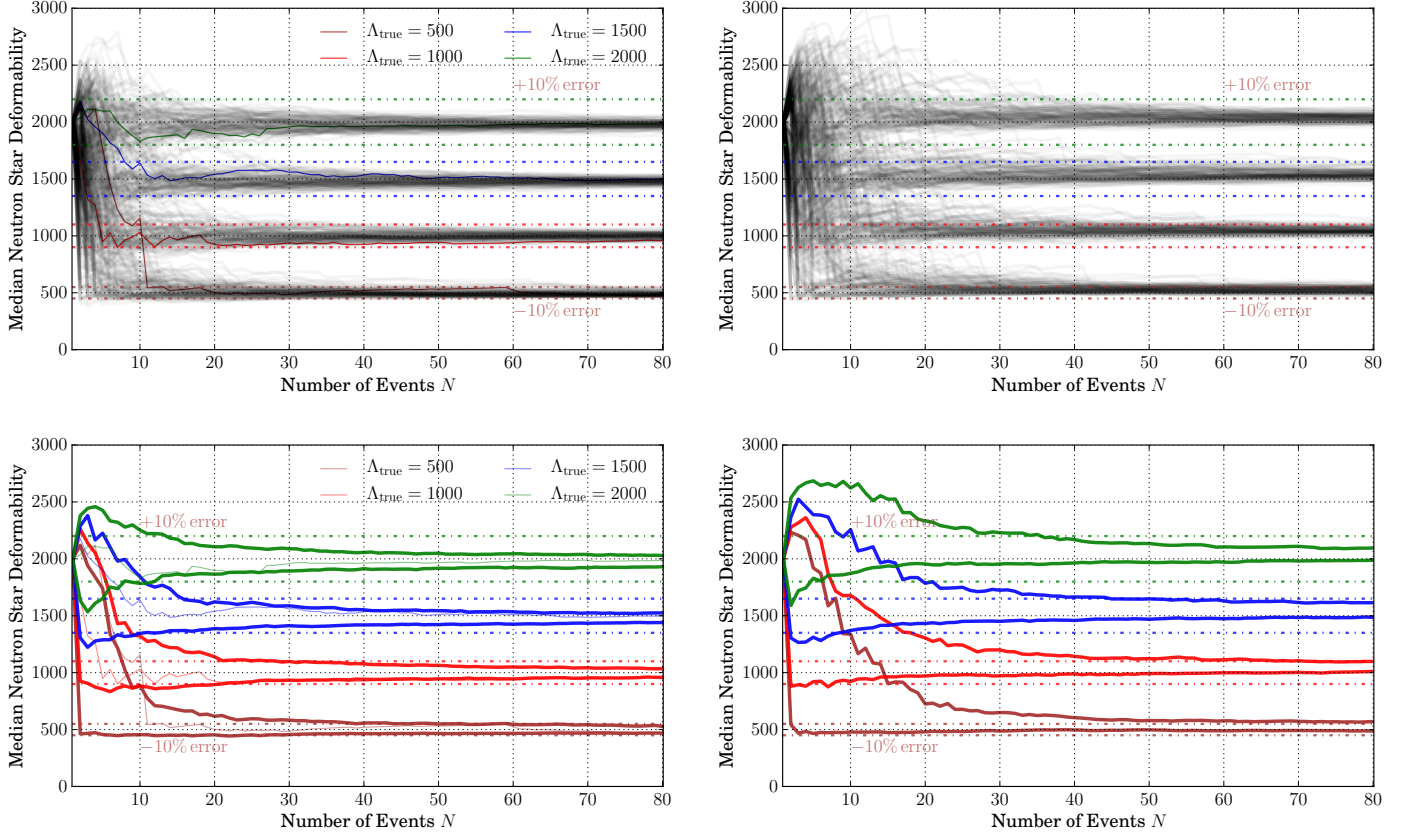 3000
2500
2000
1500
1000
500
0
Median Neutron Star Deformability
Λtrue = 500
Λtrue = 1000
Λtrue = 1500
Λtrue = 2000
+10% error
−10% error
10 20 30 40 50 60 70 80
Number of Events N
3000
2500
2000
1500
1000
500
0
Median Neutron Star Deformability
+10% error
−10% error
10 20 30 40 50 60 70 80
Number of Events N
3000
2500
2000
1500
1000
500
0
Median Neutron Star Deformability
Λtrue = 500
Λtrue = 1000
Λtrue = 1500
Λtrue = 2000
+10% error
−10% error
10 20 30 40 50 60 70 80
Number of Events N
3000
2500
2000
1500
1000
500
0
Median Neutron Star Deformability
+10% error
−10% error
10 20 30 40 50 60 70 80
Number of Events N